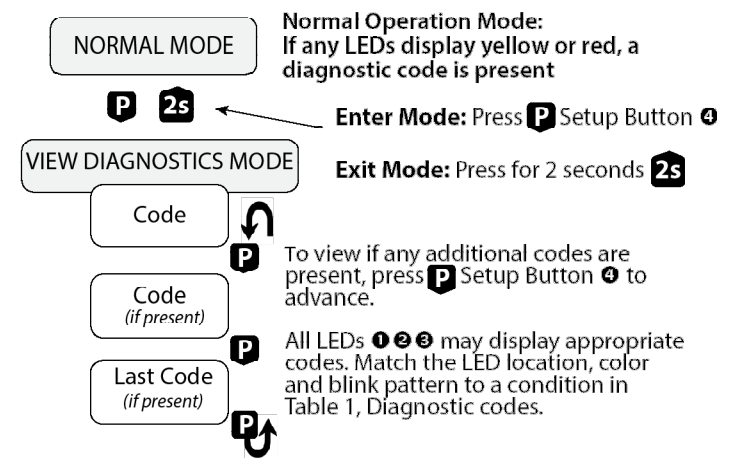 NORMAL MODE
Normal Operation Mode:
If any LEDs display yellow or red, a
diagnostic code is present
P 2s
Enter Mode: Press P Setup Button ❹
VIEW DIAGNOSTICS MODE
Exit Mode: Press for 2 seconds 2s
Code
P
To view if any additional codes are
present, press P Setup Button ❹ to
advance.
Code
(if present)
P
All LEDs ❶ ❷ ❸ may display appropriate
codes. Match the LED location, color
and blink pattern to a condition in
Table 1, Diagnostic codes.
Last Code
(if present)
P